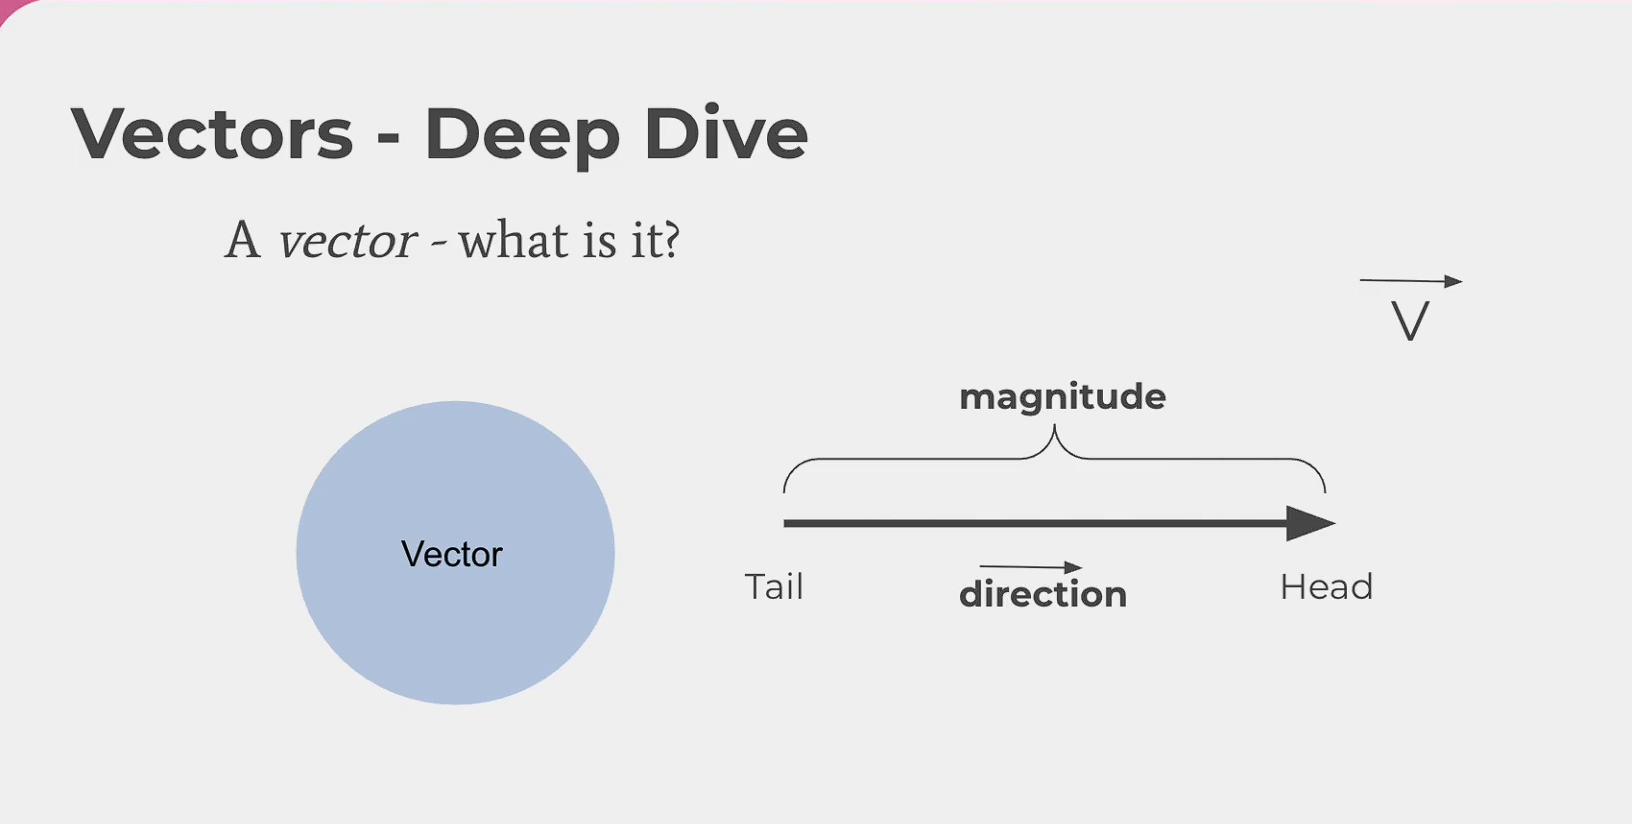 Vectors - Deep Dive
A vector - what is it?
V
magnitude
Vector
Tail
direction
Head